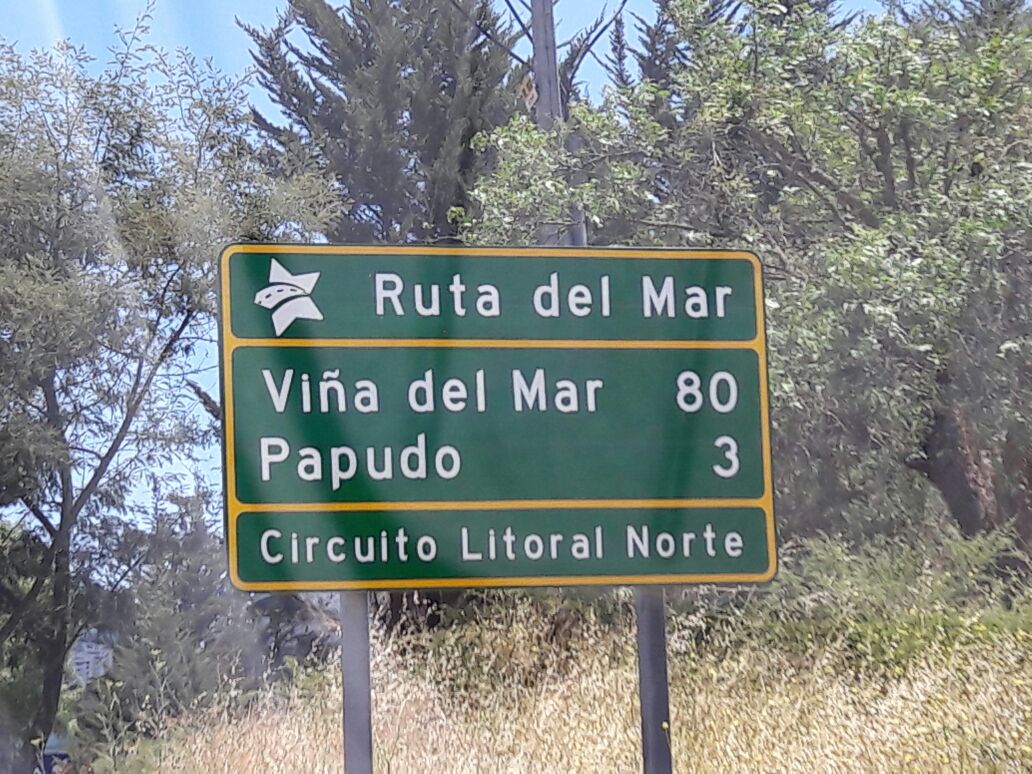 Ruta del Mar
Viña del Mar 80
Papudo 3
Circuito Litoral Norte